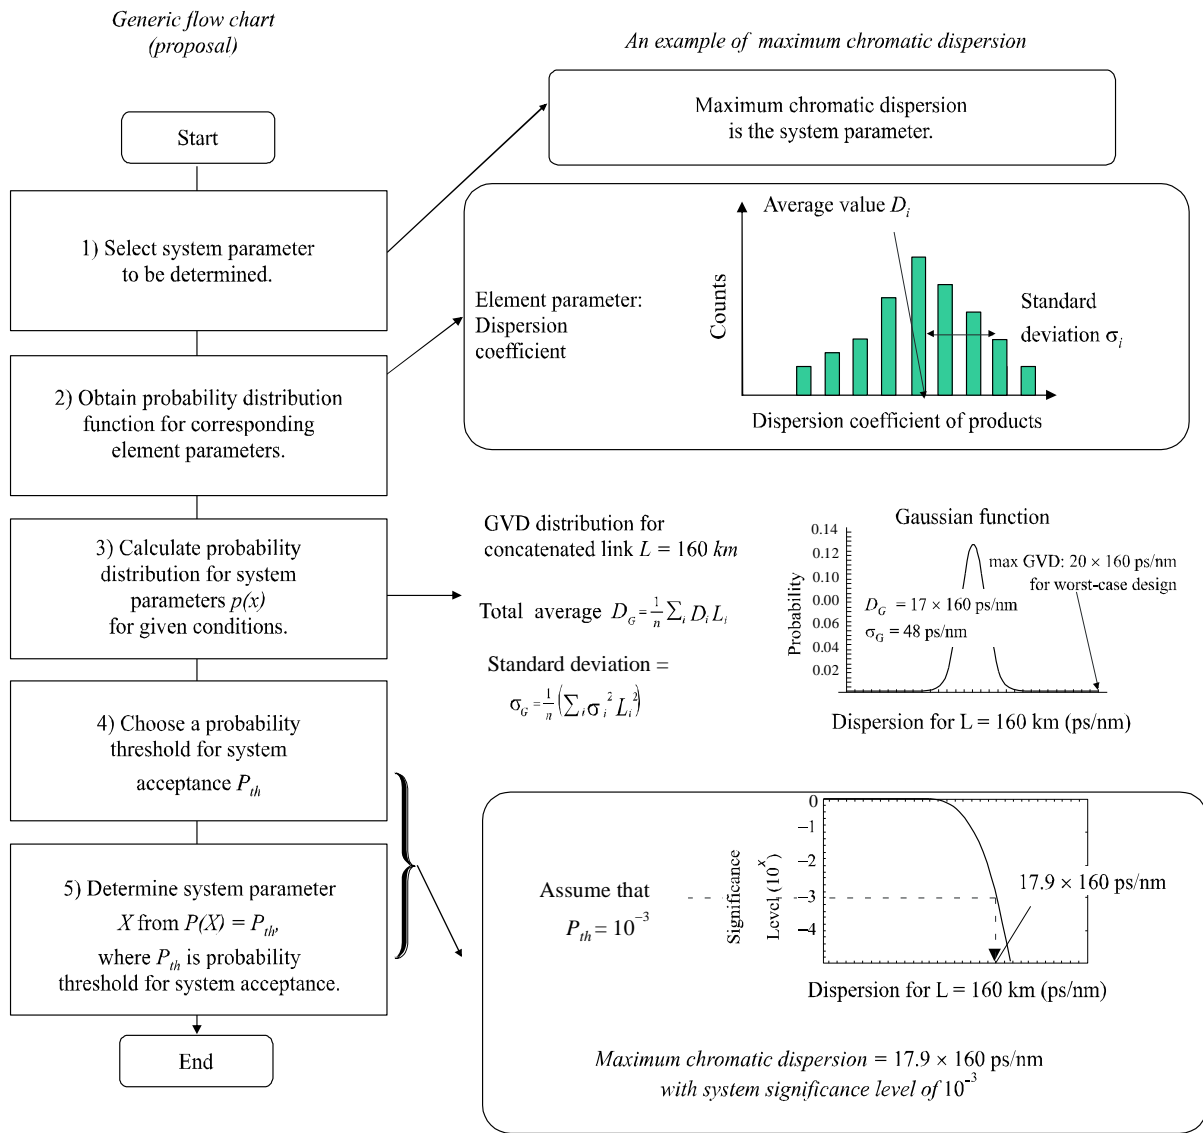 Generic flow chart
(proposal)
An example of maximum chromatic dispersion
Start
Maximum chromatic dispersion
is the system parameter.
1) Select system parameter
to be determined.
Average value D_i
Counts
Element parameter:
Dispersion
coefficient
Standard
deviation σ_i
Dispersion coefficient of products
2) Obtain probability distribution
function for corresponding
element parameters.
3) Calculate probability
distribution for system
parameters p(x)
for given conditions.
GVD distribution for
concatenated link L = 160 km
Total average D_G = 1/n ∑_i D_i L_i
Standard deviation =
σ_G = 1/n (∑_i σ_i^2 L_i^2)
Gaussian function
Probability
0.14
0.12
0.10
0.00
0.04
0.02
max GVD: 20 × 160 ps/nm
for worst-case design
D_G = 17 × 160 ps/nm
σ_G = 48 ps/nm
Dispersion for L = 160 km (ps/nm)
4) Choose a probability
threshold for system
acceptance P_th
5) Determine system parameter
X from P(X) = P_th,
where P_th is probability
threshold for system acceptance.
End
Assume that
P_th = 10^−3
Significance
Level (10^x)
0
−1
−2
−3
−4
17.9 × 160 ps/nm
Dispersion for L = 160 km (ps/nm)
Maximum chromatic dispersion = 17.9 × 160 ps/nm
with system significance level of 10^-3